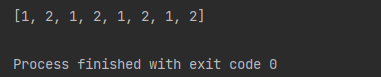 [1, 2, 1, 2, 1, 2, 1, 2]
Process finished with exit code 0